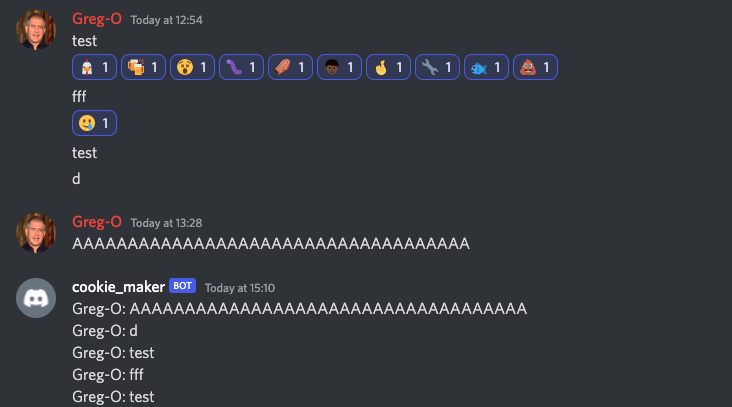 Greg-O Today at 12:54
test
1 1 1 1 1 1 1 1 1 1
fff
1
test
d
Greg-O Today at 13:28
AAAAAAAAAAAAAAAAAAAAAAAAAAAAAAAAAAAA
cookie_maker BOT Today at 15:10
Greg-O: AAAAAAAAAAAAAAAAAAAAAAAAAAAAAAAAAAAA
Greg-O: d
Greg-O: test
Greg-O: fff
Greg-O: test